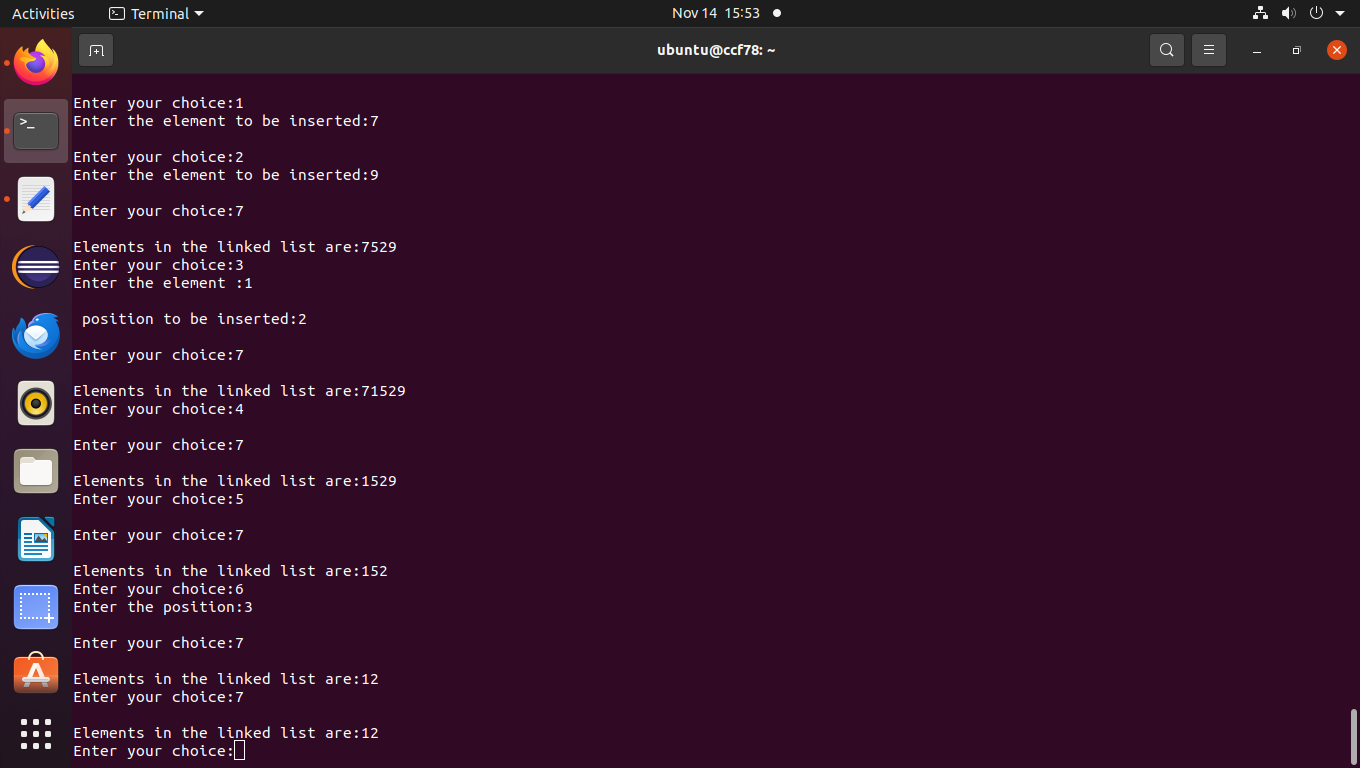 Activities Terminal Nov 14 15:53
ubuntu@ccf78: ~
Enter your choice:1
Enter the element to be inserted:7
Enter your choice:2
Enter the element to be inserted:9
Enter your choice:7
Elements in the linked list are:7529
Enter your choice:3
Enter the element :1
position to be inserted:2
Enter your choice:7
Elements in the linked list are:71529
Enter your choice:4
Enter your choice:7
Elements in the linked list are:1529
Enter your choice:5
Enter your choice:7
Elements in the linked list are:152
Enter your choice:6
Enter the position:3
Enter your choice:7
Elements in the linked list are:12
Enter your choice:7
Elements in the linked list are:12
Enter your choice: